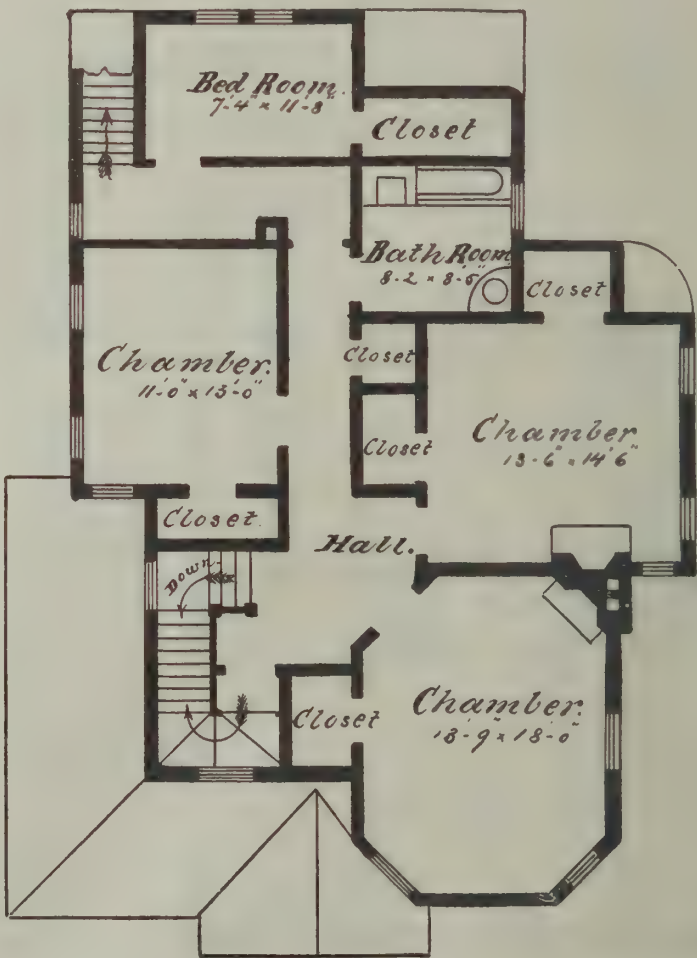 Bed Room.
7'-4" × 11'-8"
Closet
Bath Room
8-2 × 8'-6"
Closet
Chamber.
11'-0" × 13'-0"
Closet
Closet
Chamber
13-6" × 14'6"
Closet.
Hall.
Down.
Closet
Chamber.
13'-9" × 18-0"